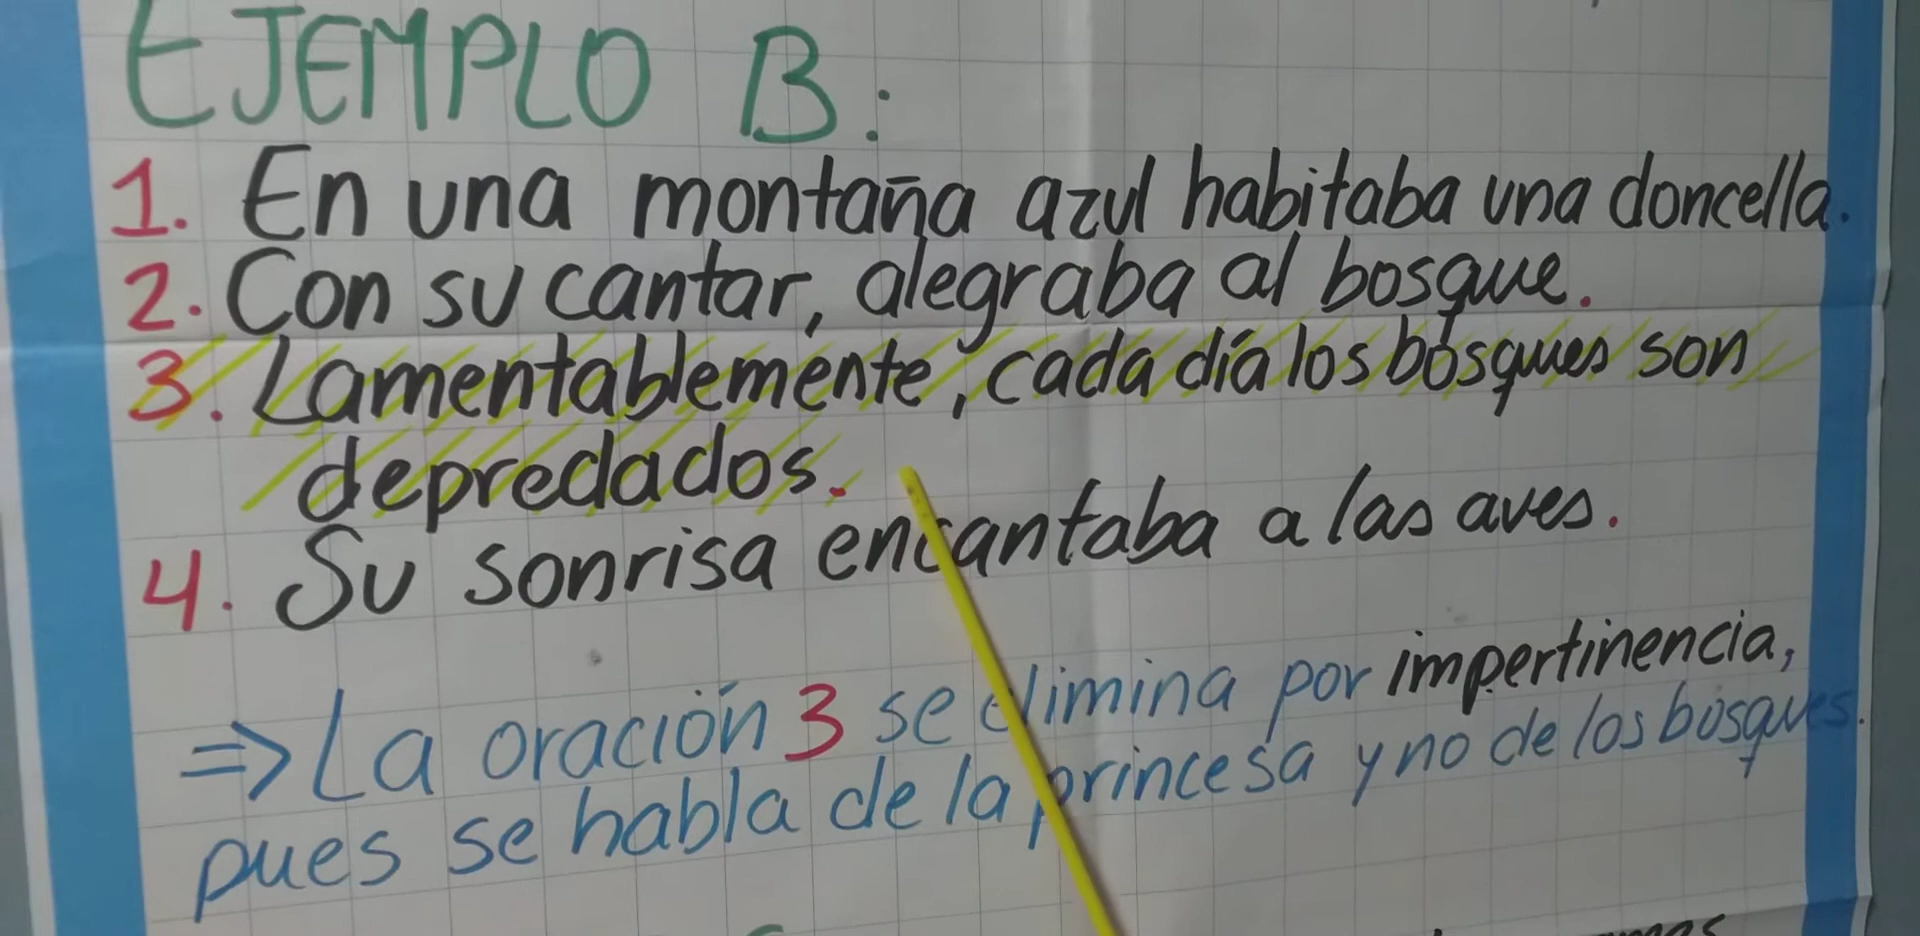 EJEMPLO B:
1. En una montaña azul habitaba una doncella.
2. Con su cantar, alegraba al bosque.
3. Lamentablemente, cada día los bosques son
depredados.
4. Su sonrisa encantaba a las aves.
⇒ La oración 3 se elimina por impertinencia,
pues se habla de la princesa y no de los bosques.